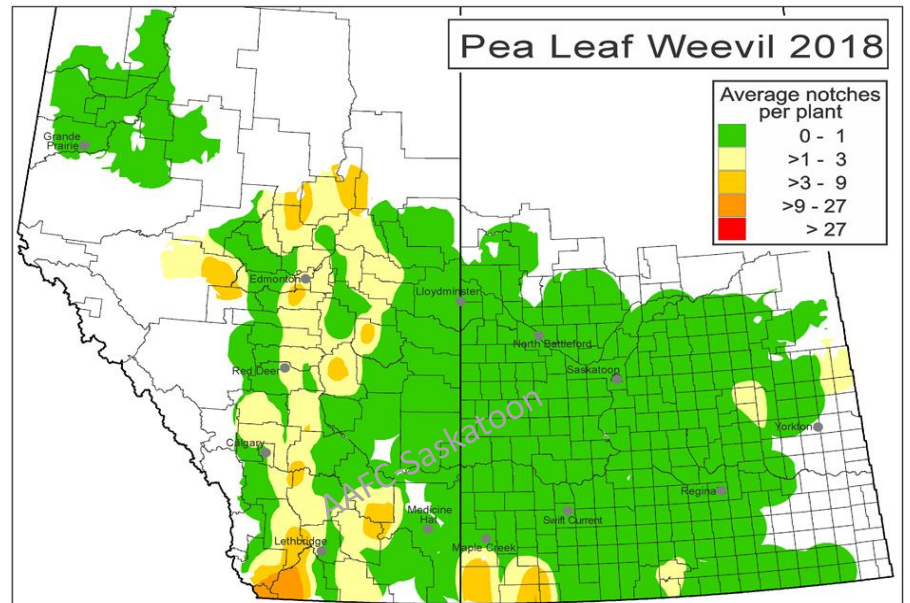 Pea Leaf Weevil 2018
Average notches
per plant
0 - 1
>1 - 3
>3 - 9
>9 - 27
> 27
Grande
Prairie
Edmonton
Lloydminster
North Battleford
Red Deer
Saskatoon
AAFC-Saskatoon
Calgary
Yorkton
Regina
Medicine
Hat
Swift Current
Lethbridge
Maple Creek